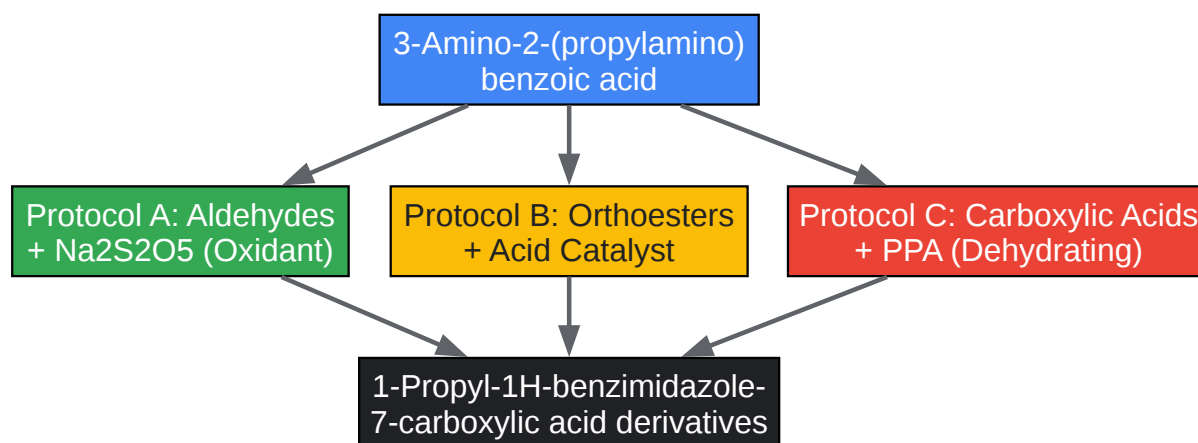 3-Amino-2-(propylamino)
benzoic acid
Protocol A: Aldehydes
+ Na2S2O5 (Oxidant)
Protocol B: Orthoesters
+ Acid Catalyst
Protocol C: Carboxylic Acids
+ PPA (Dehydrating)
1-Propyl-1H-benzimidazole-
7-carboxylic acid derivatives